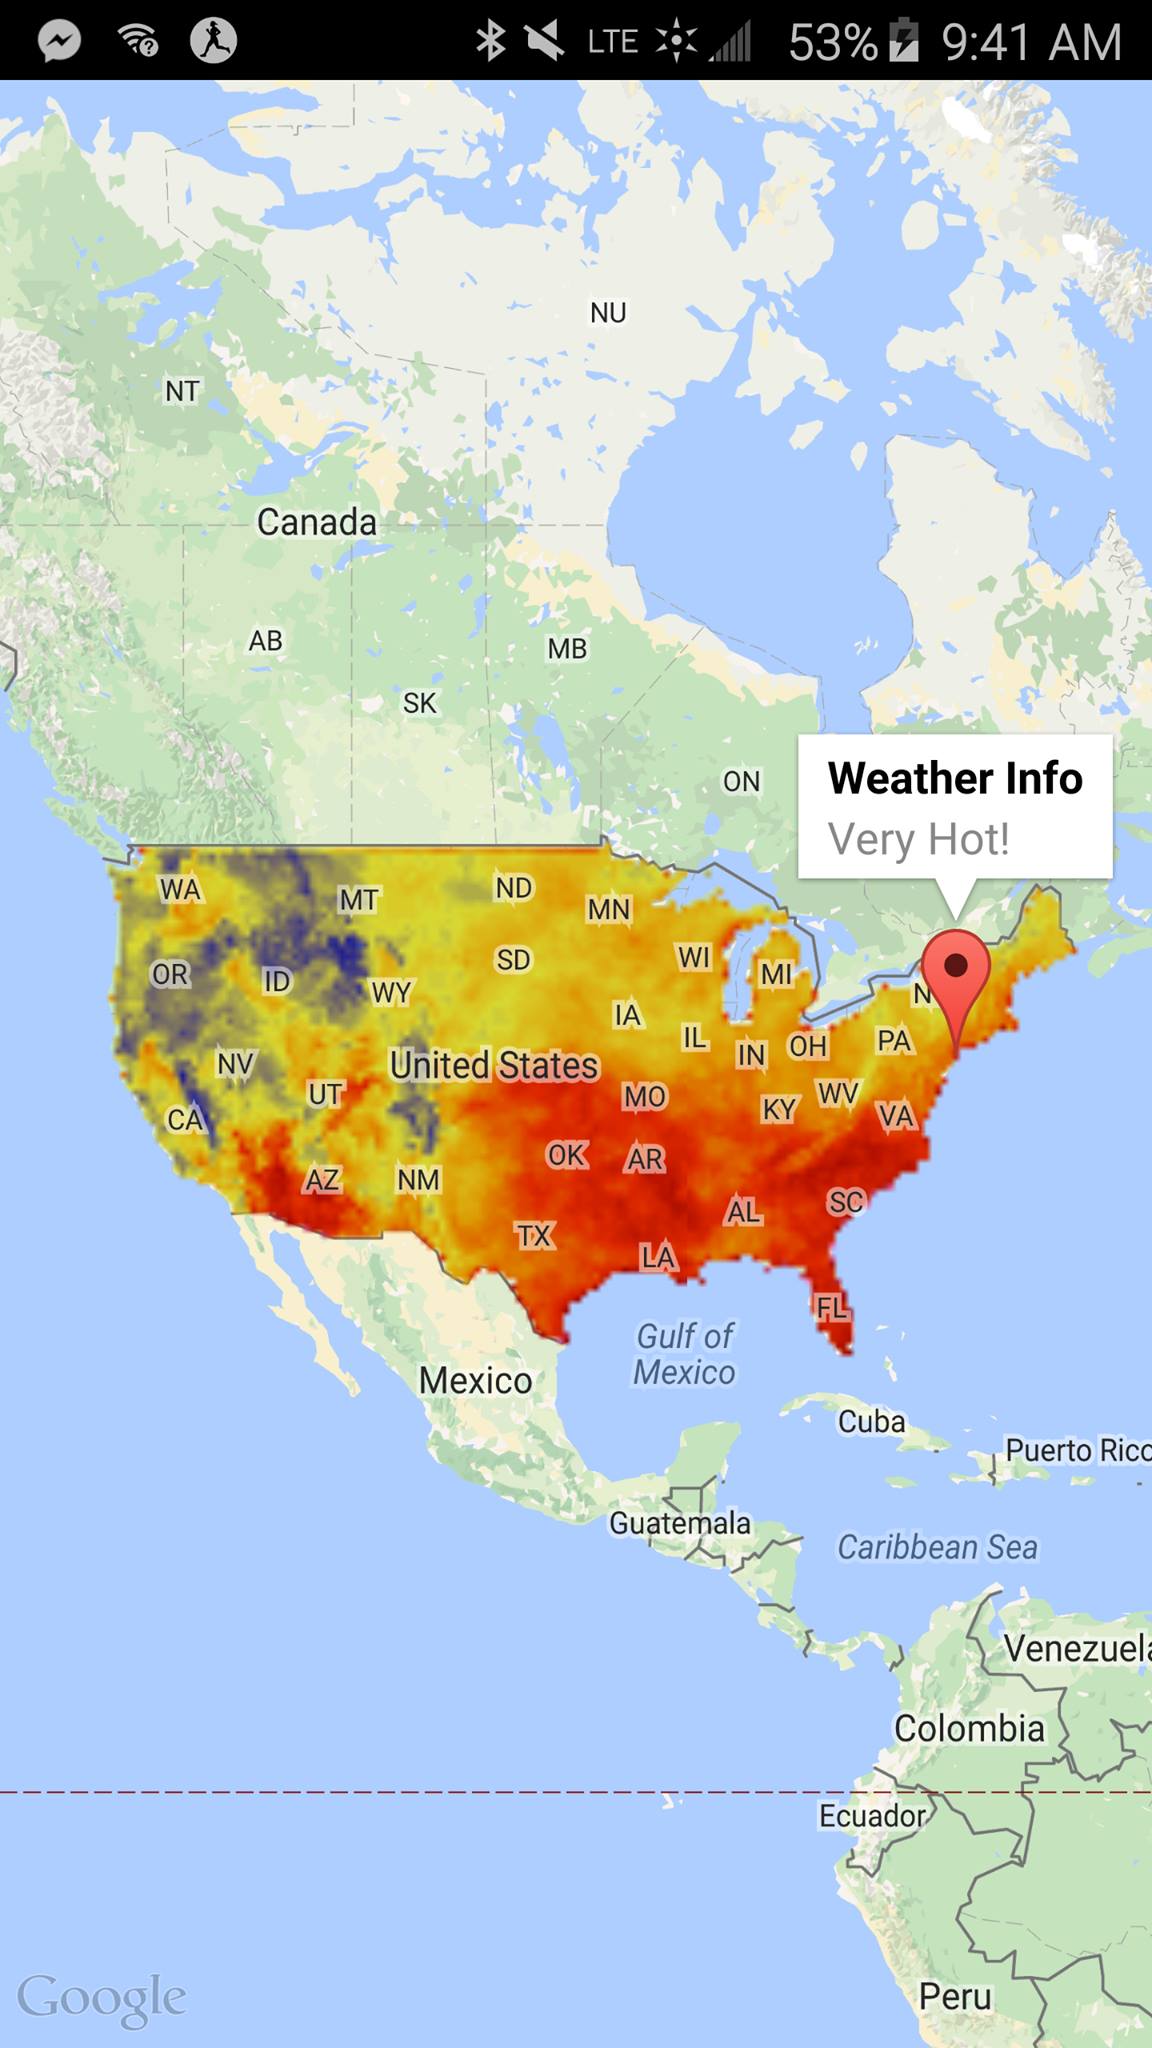 LTE 53% 9:41 AM
NU
NT
Canada
AB
MB
SK
ON
Weather Info
Very Hot!
WA
MT
ND
MN
OR
ID
WY
SD
WI
MI
N
IA
IL
IN
OH
PA
NV
United States
UT
MO
WV
CA
KY
VA
OK
AR
AZ
NM
SC
AL
TX
LA
FL
Gulf of
Mexico
Mexico
Cuba
Puerto Rico
Guatemala
Caribbean Sea
Venezuela
Colombia
Ecuador
Peru
Google